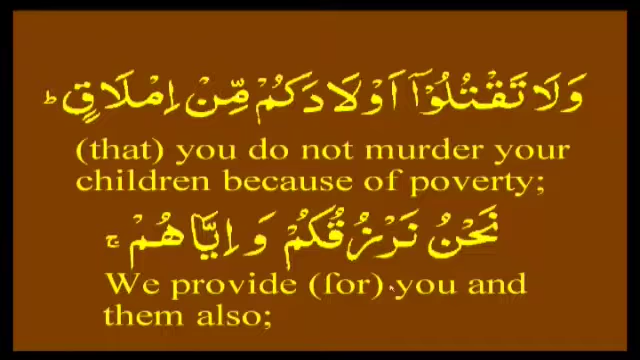 وَلَا تَقْتُلُوْٓا اَوْلَادَكُمْ مِّنْ اِمْلَاقٍ ؕ
(that) you do not murder your
children because of poverty;
نَحْنُ نَرْزُقُكُمْ وَاِيَّاهُمْ ۚ
We provide (for) you and
them also;